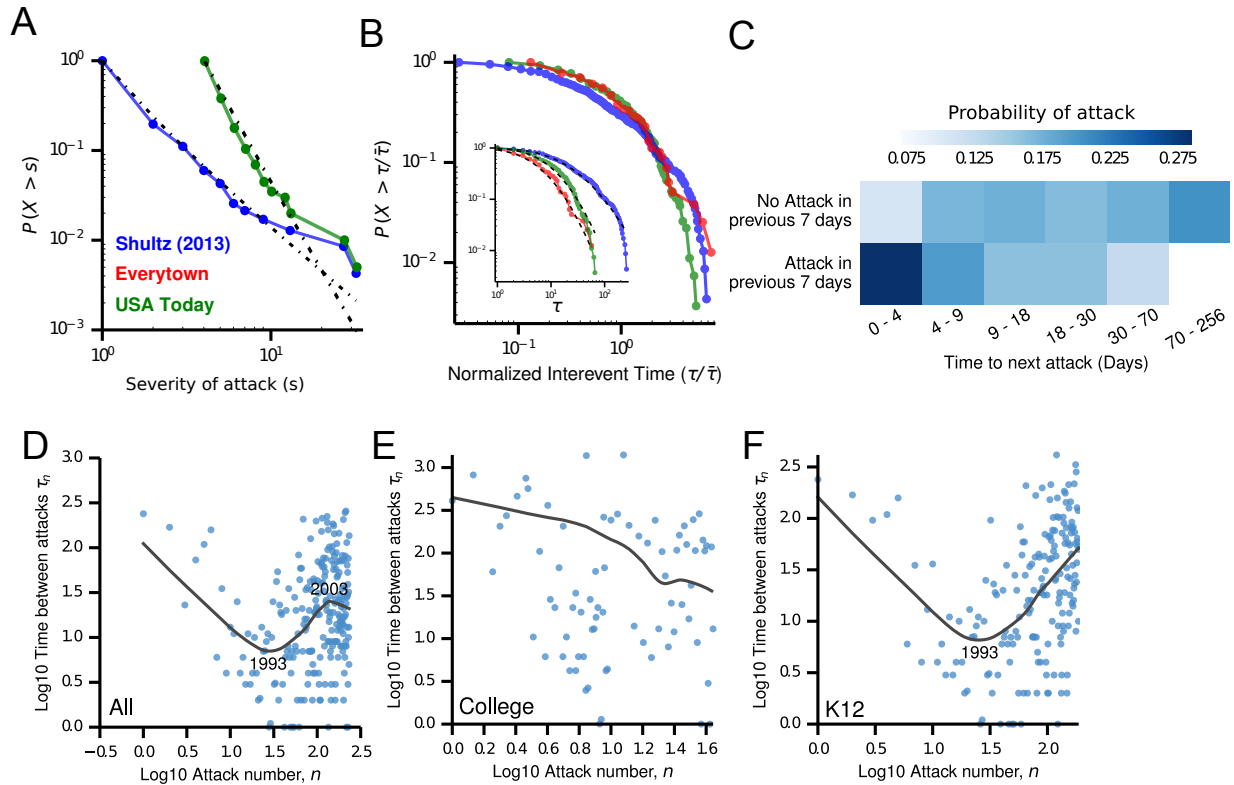 A
10^0
10^-1
10^-2
10^-3
10^0
10^1
P(X > s)
Severity of attack (s)
Shultz (2013)
Everytown
USA Today
B
10^0
10^-1
10^-2
10^-1
10^0
P(X > τ/τ̄)
Normalized Interevent Time (τ/τ̄)
10^0
10^-1
10^-2
10^0
10^1
10^2
τ
C
Probability of attack
0.075 0.125 0.175 0.225 0.275
No Attack in
previous 7 days
Attack in
previous 7 days
0 - 4
4 - 9
9 - 18
18 - 30
30 - 70
70 - 256
Time to next attack (Days)
D
3.0
2.5
2.0
1.5
1.0
0.5
0.0
−0.5 0.0 0.5 1.0 1.5 2.0 2.5
Log10 Time between attacks τn
Log10 Attack number, n
2003
1993
All
E
3.0
2.5
2.0
1.5
1.0
0.5
0.0
0.0 0.2 0.4 0.6 0.8 1.0 1.2 1.4 1.6
Log10 Time between attacks τn
Log10 Attack number, n
College
F
2.5
2.0
1.5
1.0
0.5
0.0
0.0 0.5 1.0 1.5 2.0
Log10 Time between attacks τn
Log10 Attack number, n
1993
K12